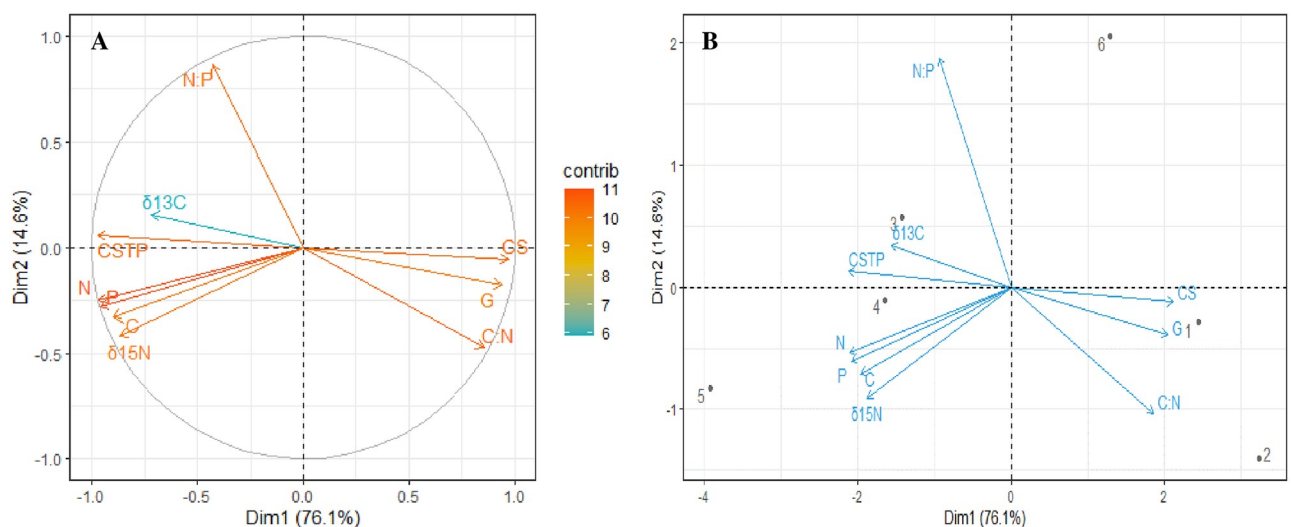 A
1.0
0.5
0.0
-0.5
-1.0
Dim2 (14.6%)
N:P
δ13C
CSTP
N
P
C
δ15N
CS
G
C:N
-1.0
-0.5
0.0
0.5
1.0
Dim1 (76.1%)
contrib
11
10
9
8
7
6
B
2
1
0
-1
Dim2 (14.6%)
6
N:P
3
δ13C
CSTP
4
N
P
C
δ15N
5
CS
G
1
C:N
2
-4
-2
0
2
Dim1 (76.1%)